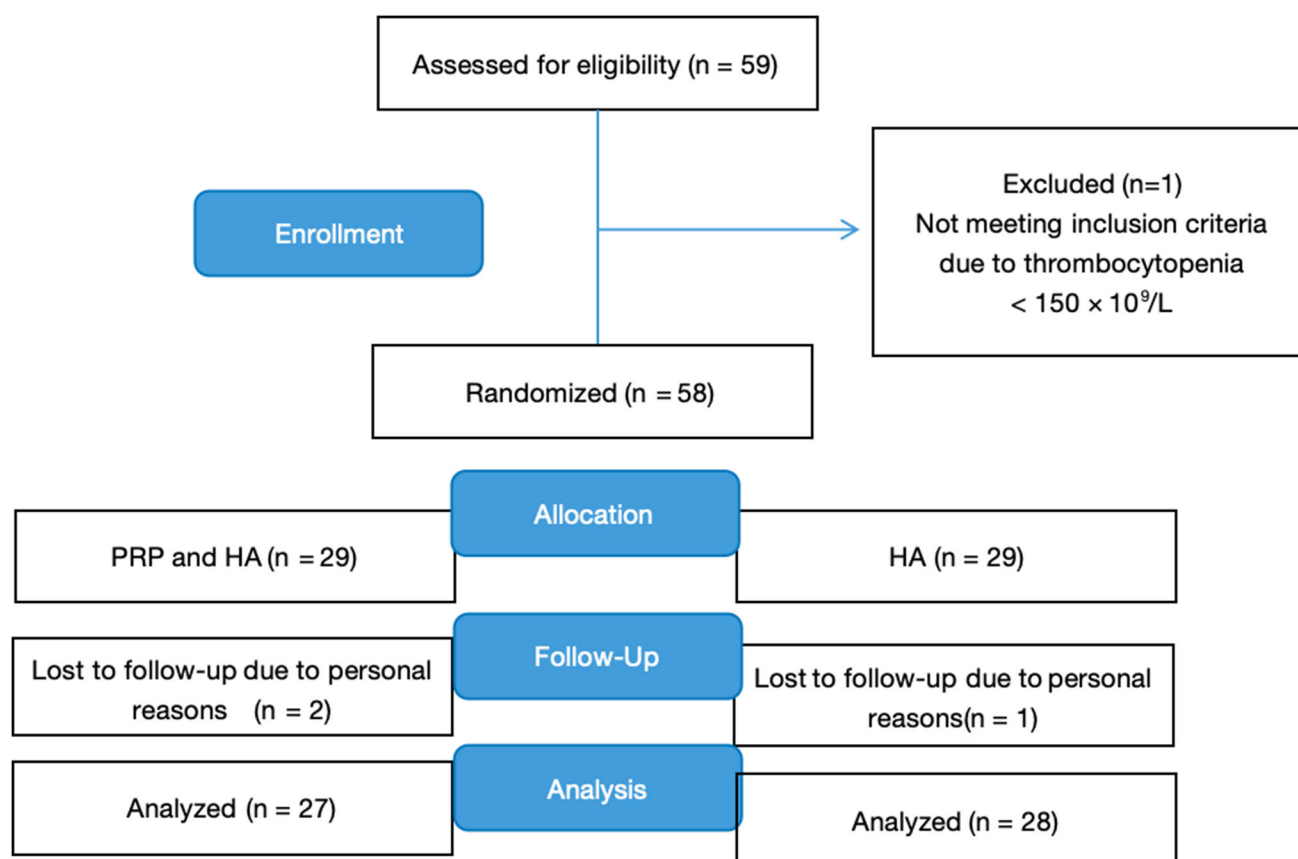 Assessed for eligibility (n = 59)
Enrollment
Excluded (n=1)
Not meeting inclusion criteria
due to thrombocytopenia
< 150 × 10⁹/L
Randomized (n = 58)
Allocation
PRP and HA (n = 29)
HA (n = 29)
Follow-Up
Lost to follow-up due to personal
reasons (n = 2)
Lost to follow-up due to personal
reasons(n = 1)
Analysis
Analyzed (n = 27)
Analyzed (n = 28)